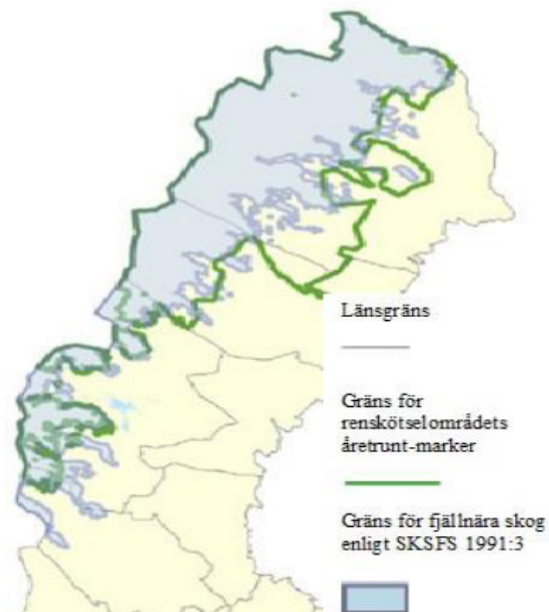 Länsgräns
Gräns för
renskötselområdets
åretrunt-marker
Gräns för fjällnära skog
enligt SKSFS 1991:3